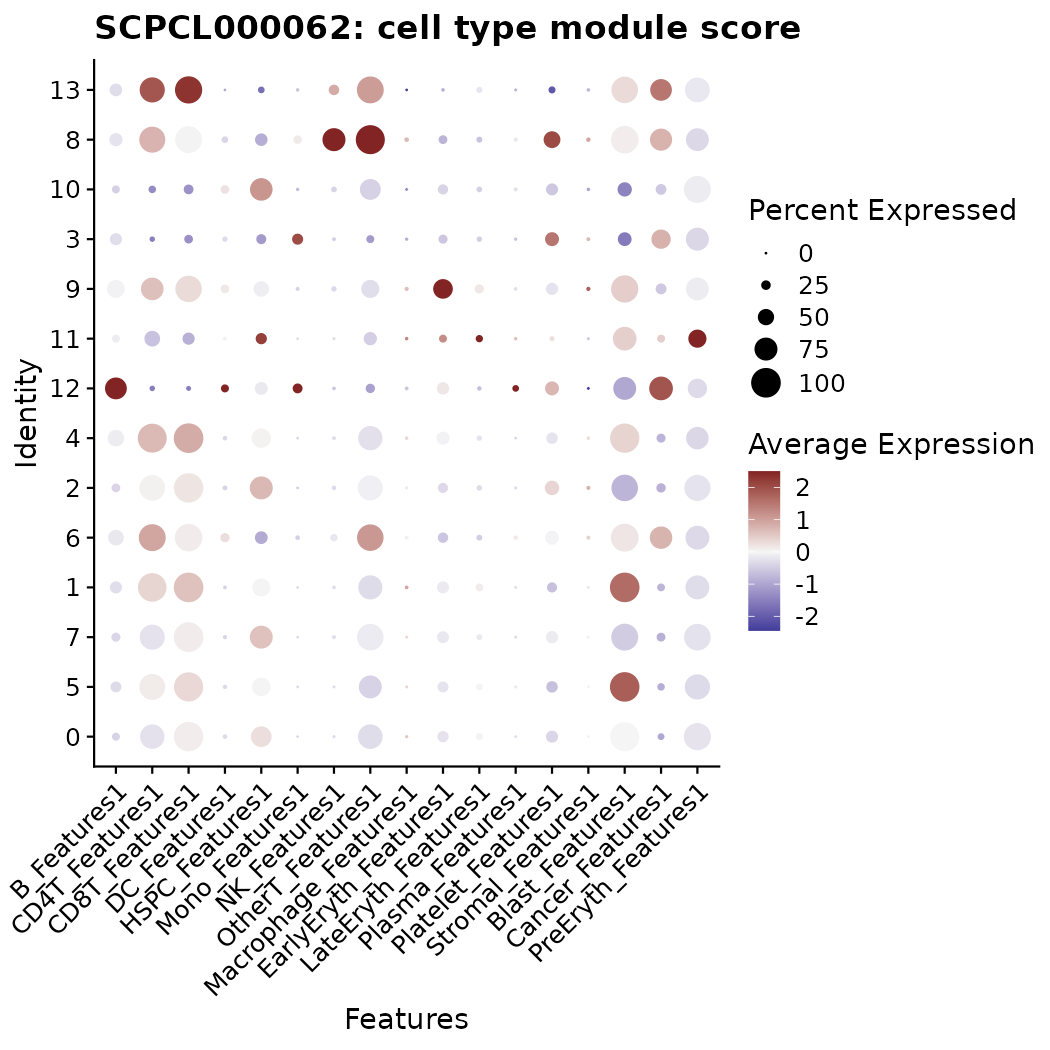 SCPCL000062: cell type module score
Identity
13
8
10
3
9
11
12
4
2
6
1
7
5
0
B_Features1
CD4T_Features1
CD8T_Features1
DC_Features1
HSPC_Features1
Mono_Features1
NK_Features1
OtherT_Features1
Macrophage_Features1
EarlyEryth_Features1
LateEryth_Features1
Plasma_Features1
Platelet_Features1
Stromal_Features1
Blast_Features1
Cancer_Features1
PreEryth_Features1
Features
Percent Expressed
0
25
50
75
100
Average Expression
2
1
0
-1
-2